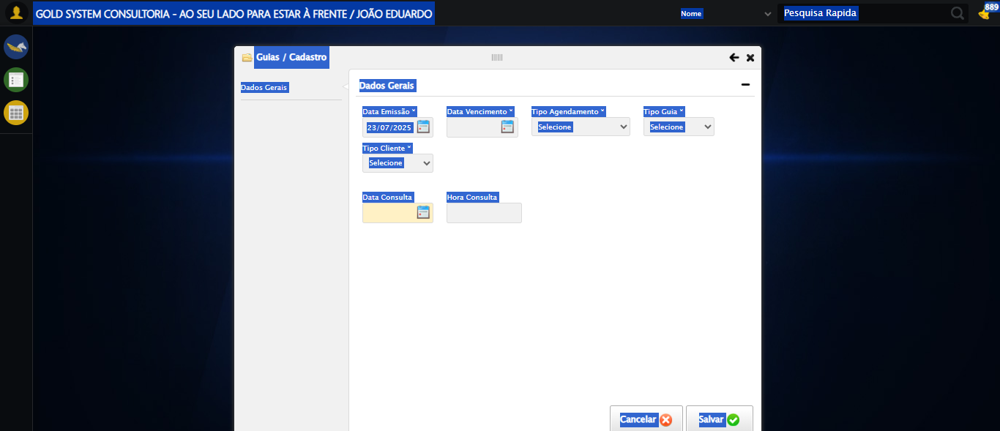 GOLD SYSTEM CONSULTORIA - AO SEU LADO PARA ESTAR À FRENTE / JOÃO EDUARDO
Nome
Pesquisa Rapida
889
Guias / Cadastro
Dados Gerais
Dados Gerais
Data Emissão * Data Vencimento * Tipo Agendamento * Tipo Guia *
23/07/2025 Selecione Selecione
Tipo Cliente *
Selecione
Data Consulta Hora Consulta
Cancelar Salvar